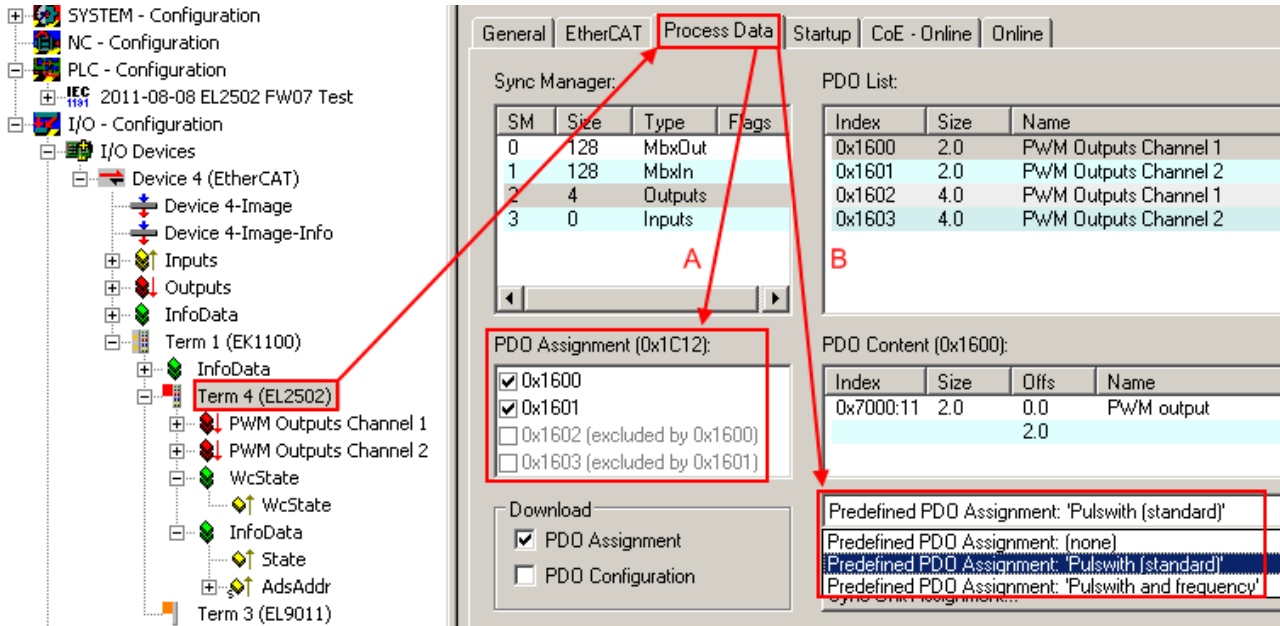 SYSTEM - Configuration
NC - Configuration
PLC - Configuration
IEC 1131 2011-08-08 EL2502 FW07 Test
I/O - Configuration
I/O Devices
Device 4 (EtherCAT)
Device 4-Image
Device 4-Image-Info
Inputs
Outputs
InfoData
Term 1 (EK1100)
InfoData
Term 4 (EL2502)
PWM Outputs Channel 1
PWM Outputs Channel 2
WcState
WcState
InfoData
State
AdsAddr
Term 3 (EL9011)
General EtherCAT Process Data Startup CoE - Online Online
Sync Manager:
SM Size Type Flags
0 128 MbxOut
1 128 MbxIn
2 4 Outputs
3 0 Inputs
A
PDO List:
Index Size Name
0x1600 2.0 PWM Outputs Channel 1
0x1601 2.0 PWM Outputs Channel 2
0x1602 4.0 PWM Outputs Channel 1
0x1603 4.0 PWM Outputs Channel 2
B
PDO Assignment (0x1C12):
0x1600
0x1601
0x1602 (excluded by 0x1600)
0x1603 (excluded by 0x1601)
PDO Content (0x1600):
Index Size Offs Name
0x7000:11 2.0 0.0 PWM output
2.0
Download
PDO Assignment
PDO Configuration
Predefined PDO Assignment: 'Pulswith (standard)'
Predefined PDO Assignment: (none)
Predefined PDO Assignment: 'Pulswith (standard)'
Predefined PDO Assignment: 'Pulswith and frequency'